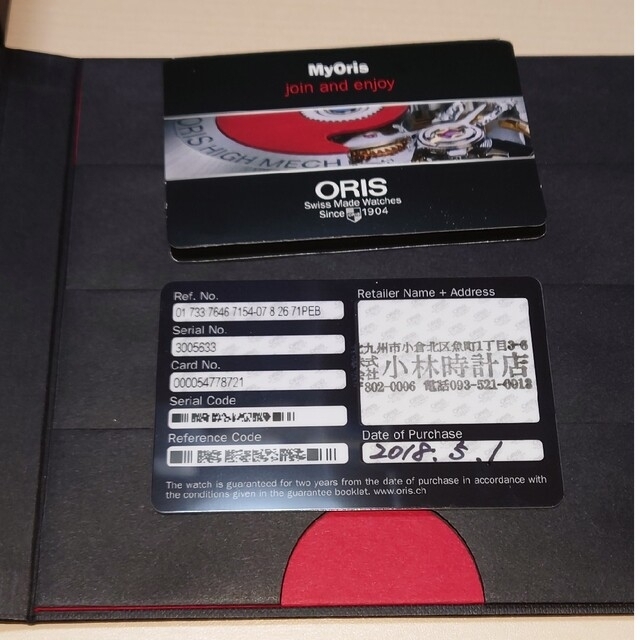 MyOris
join and enjoy
ORIS HIGH MECH
ORIS
Swiss Made Watches
Since 1904
Ref. No.
01 733 7646 7154-07 8 26 71PEB
Serial No.
3005633
Card No.
000054778721
Serial Code
Reference Code
Retailer Name + Address
九州市小倉北区魚町1丁目3-6
小林時計店
802-0006 電話093-521-0013
Date of Purchase
2018.5.1
The watch is guaranteed for two years from the date of purchase in accordance with
the conditions given in the guarantee booklet. www.oris.ch